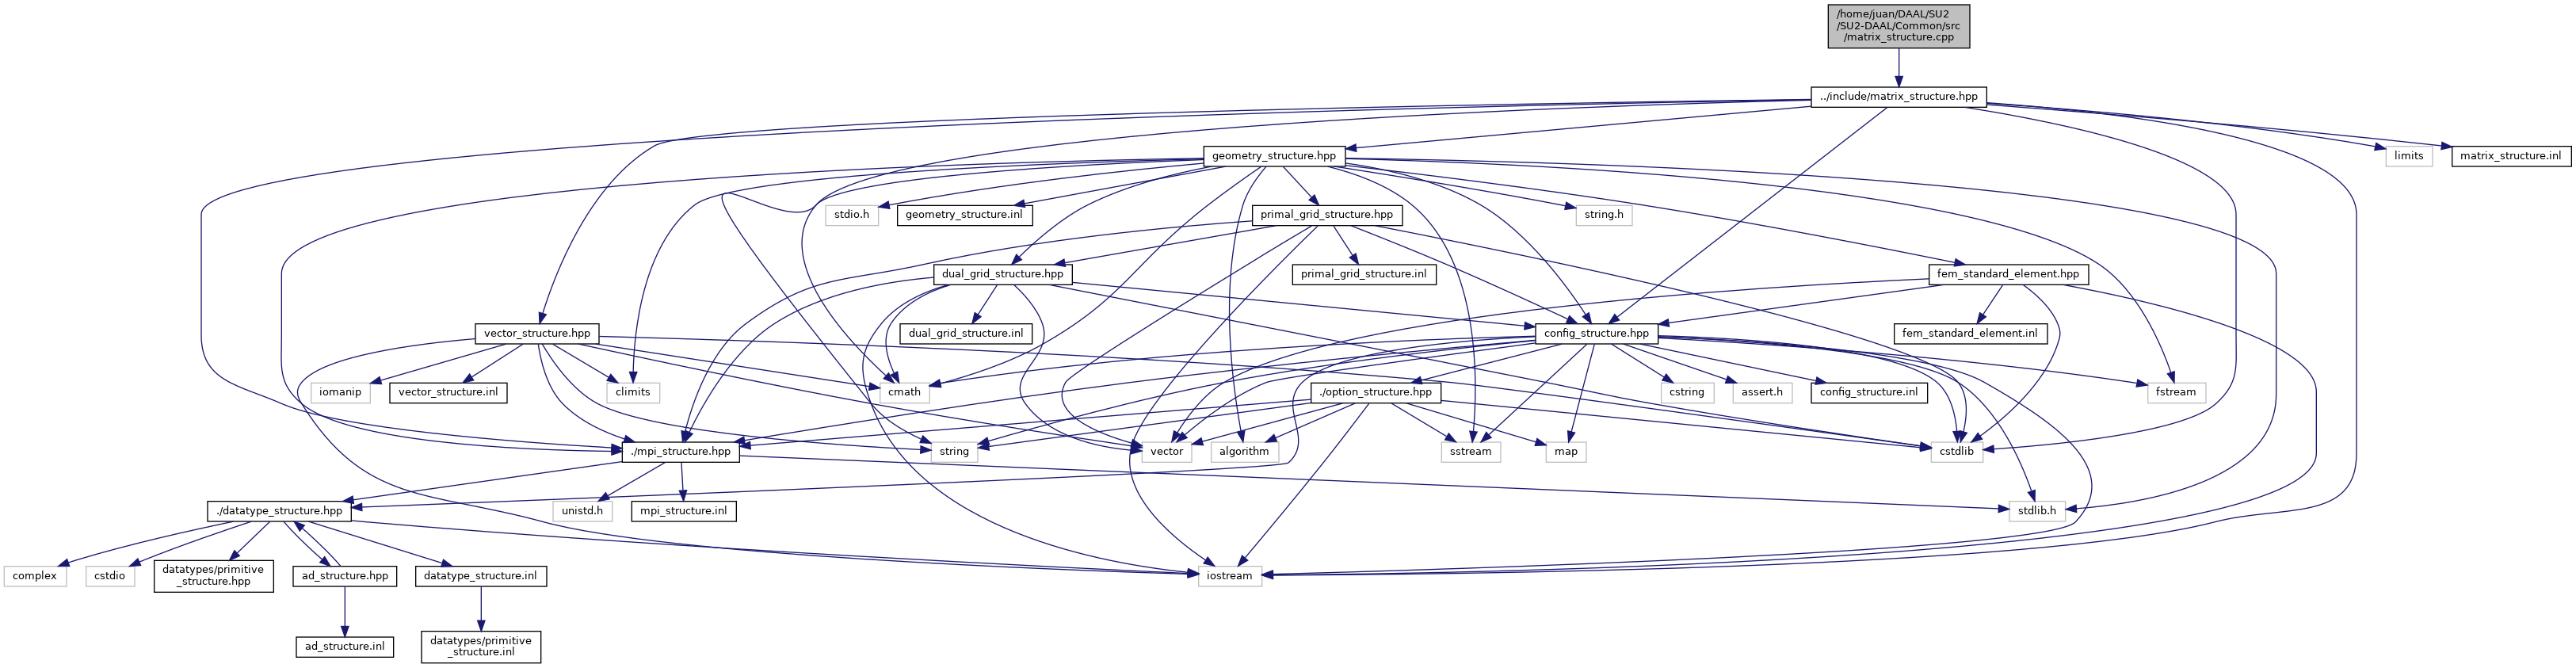 /home/juan/DAAL/SU2
/SU2-DAAL/Common/src
/matrix_structure.cpp
../include/matrix_structure.hpp
geometry_structure.hpp
limits
matrix_structure.inl
stdio.h
geometry_structure.inl
primal_grid_structure.hpp
string.h
dual_grid_structure.hpp
primal_grid_structure.inl
fem_standard_element.hpp
vector_structure.hpp
dual_grid_structure.inl
config_structure.hpp
fem_standard_element.inl
iomanip
vector_structure.inl
climits
cmath
./option_structure.hpp
cstring
assert.h
config_structure.inl
fstream
./mpi_structure.hpp
string
vector
algorithm
sstream
map
cstdlib
./datatype_structure.hpp
unistd.h
mpi_structure.inl
stdlib.h
complex
cstdio
datatypes/primitive
_structure.hpp
ad_structure.hpp
datatype_structure.inl
iostream
ad_structure.inl
datatypes/primitive
_structure.inl